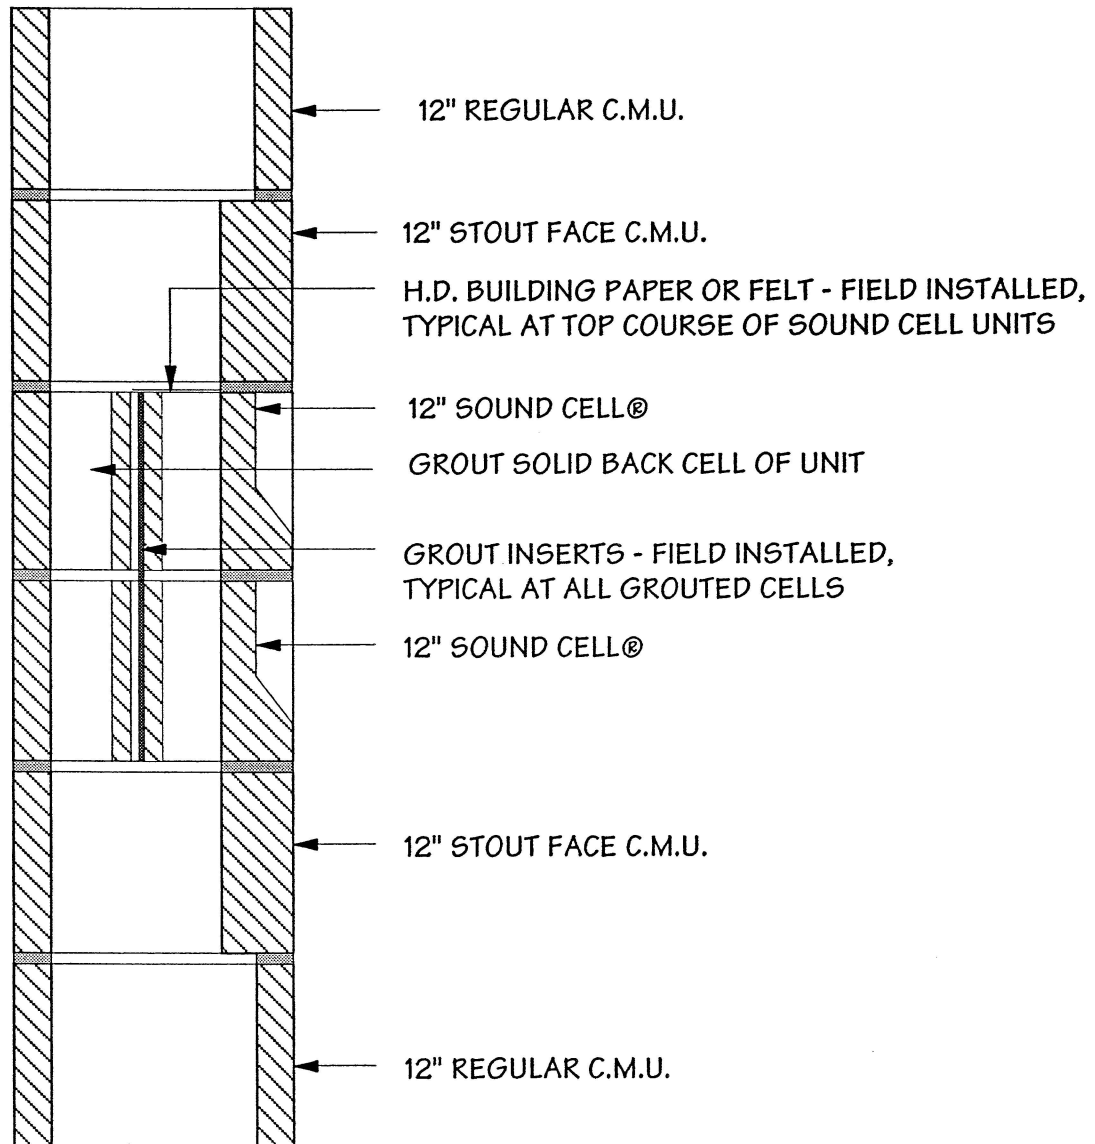 12" REGULAR C.M.U.
12" STOUT FACE C.M.U.
H.D. BUILDING PAPER OR FELT - FIELD INSTALLED,
TYPICAL AT TOP COURSE OF SOUND CELL UNITS
12" SOUND CELL®
GROUT SOLID BACK CELL OF UNIT
GROUT INSERTS - FIELD INSTALLED,
TYPICAL AT ALL GROUTED CELLS
12" SOUND CELL®
12" STOUT FACE C.M.U.
12" REGULAR C.M.U.